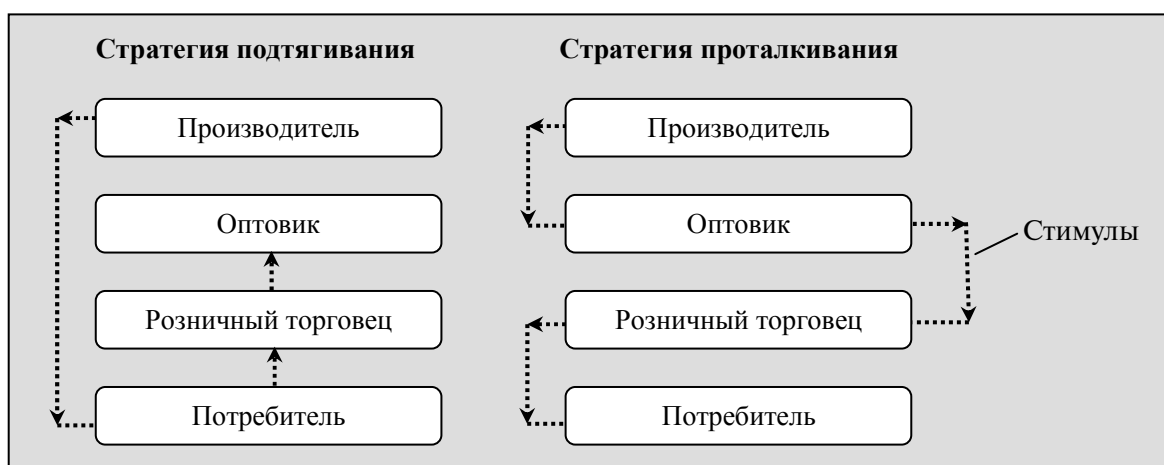 Стратегия подтягивания
Производитель
Оптовик
Розничный торговец
Потребитель
Стратегия проталкивания
Производитель
Оптовик
Розничный торговец
Потребитель
Стимулы